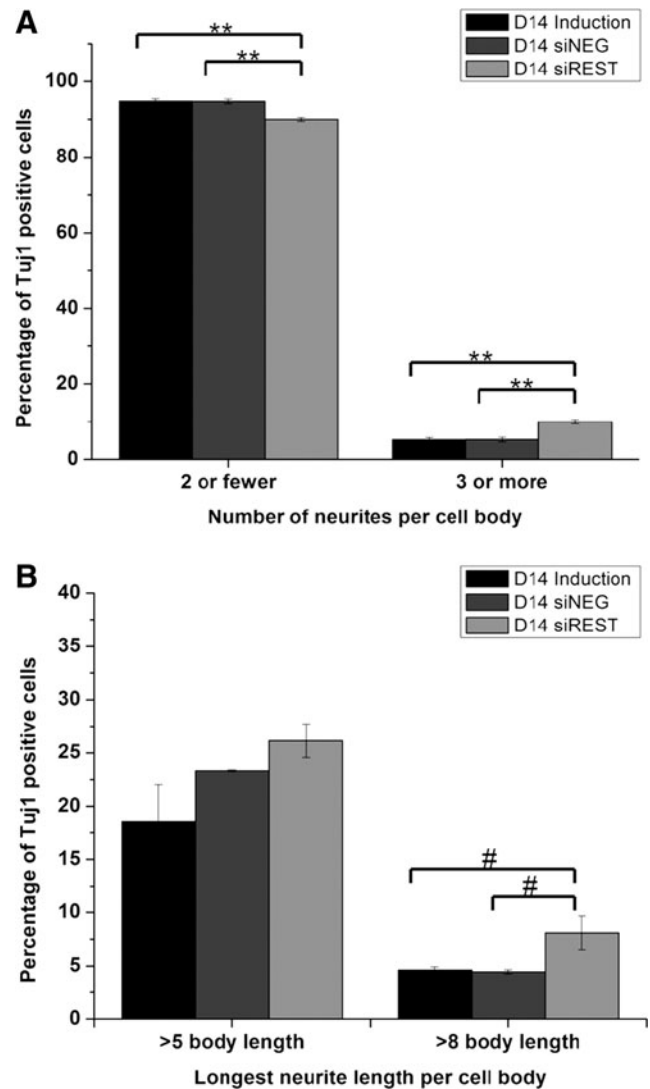 A
**
**
D14 Induction
D14 siNEG
D14 siREST
Percentage of Tuj1 positive cells
100
80
60
40
20
0
**
**
2 or fewer
3 or more
Number of neurites per cell body
B
D14 Induction
D14 siNEG
D14 siREST
Percentage of Tuj1 positive cells
40
35
30
25
20
15
10
5
0
#
#
>5 body length
>8 body length
Longest neurite length per cell body